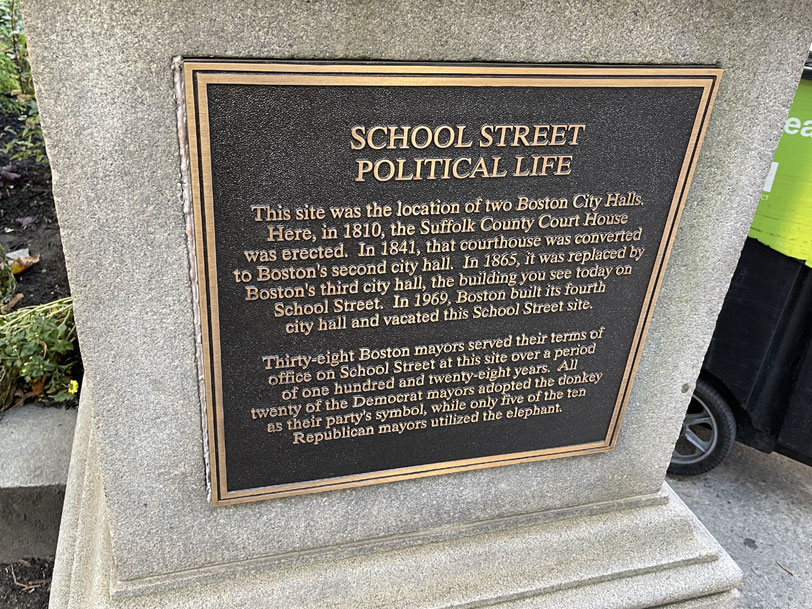 SCHOOL STREET
POLITICAL LIFE
This site was the location of two Boston City Halls.
Here, in 1810, the Suffolk County Court House
was erected. In 1841, that courthouse was converted
to Boston's second city hall. In 1865, it was replaced by
Boston's third city hall, the building you see today on
School Street. In 1969, Boston built its fourth
city hall and vacated this School Street site.
Thirty-eight Boston mayors served their terms of
office on School Street at this site over a period
of one hundred and twenty-eight years. All
twenty of the Democrat mayors adopted the donkey
as their party's symbol, while only five of the ten
Republican mayors utilized the elephant.